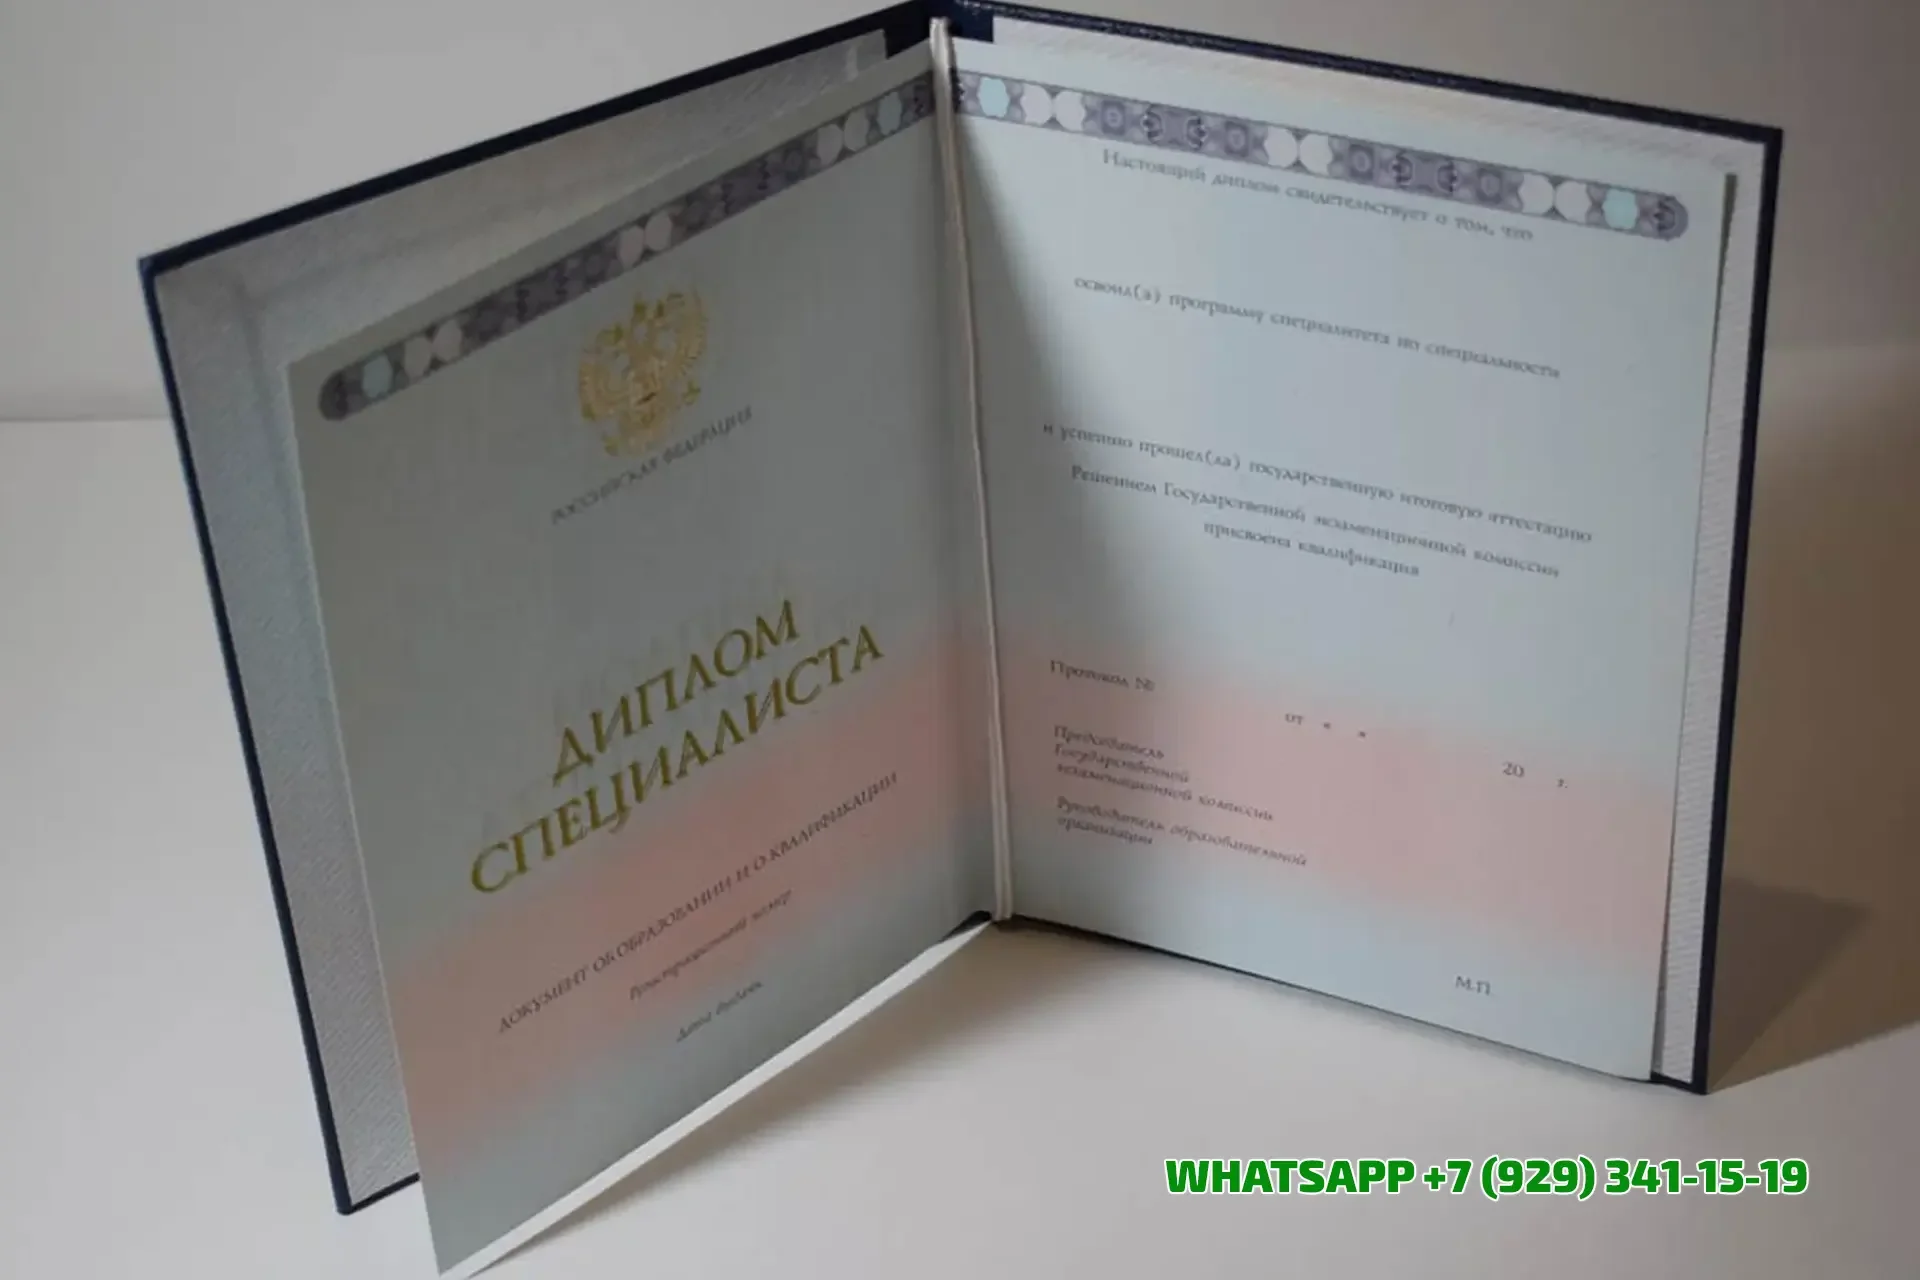 РОССИЙСКАЯ ФЕДЕРАЦИЯ
ДИПЛОМ
СПЕЦИАЛИСТА
ДОКУМЕНТ ОБ ОБРАЗОВАНИИ И О КВАЛИФИКАЦИИ
Регистрационный номер
Дата выдачи
Настоящий диплом свидетельствует о том, что
освоил(а) программу специалитета по специальности
и успешно прошел(ла) государственную итоговую аттестацию
Решением Государственной экзаменационной комиссии
присвоена квалификация
Протокол №
от « »
20 г.
Председатель
Государственной
экзаменационной комиссии
Руководитель образовательной
организации
М.П.
WHATSAPP +7 (929) 341-15-19